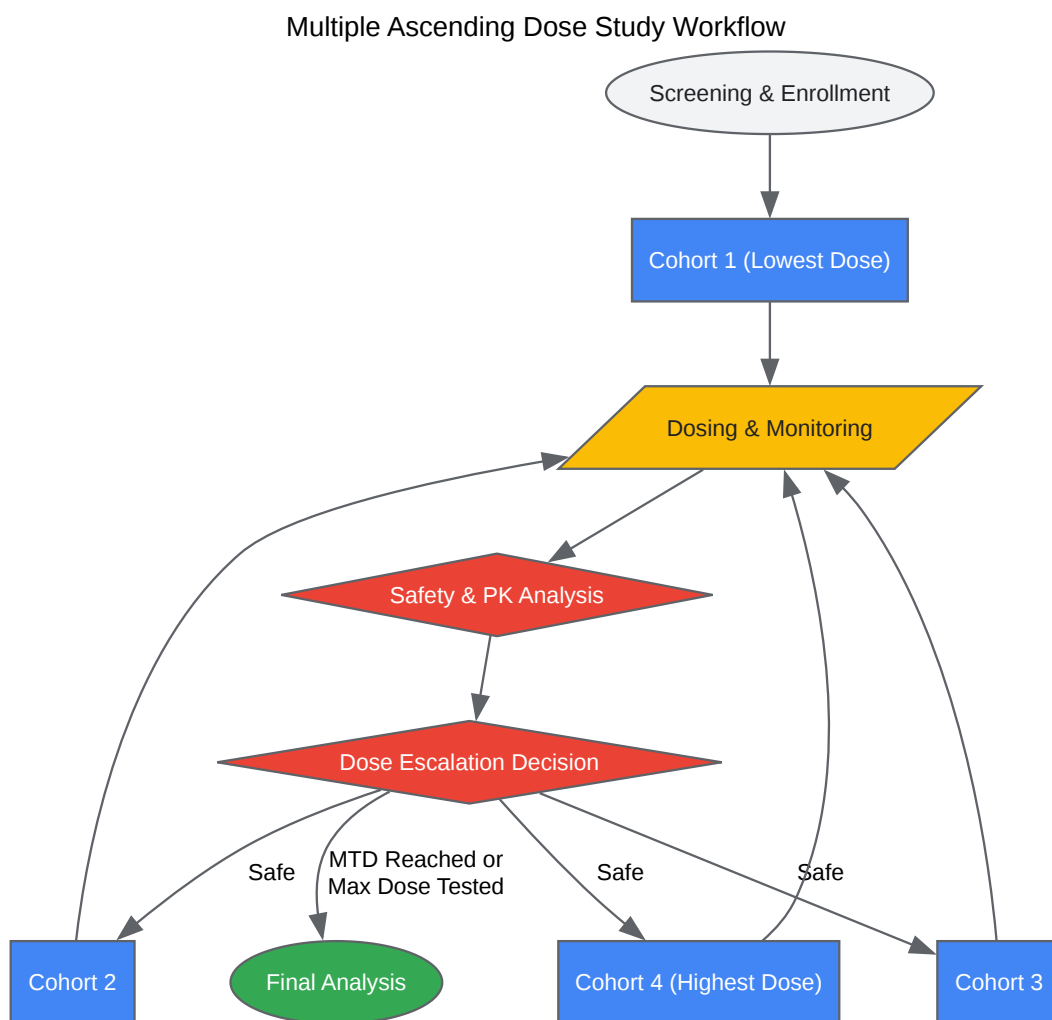 Multiple Ascending Dose Study Workflow
Screening & Enrollment
Cohort 1 (Lowest Dose)
Dosing & Monitoring
Safety & PK Analysis
Dose Escalation Decision
Safe
MTD Reached or
Max Dose Tested
Safe
Safe
Cohort 2
Final Analysis
Cohort 4 (Highest Dose)
Cohort 3